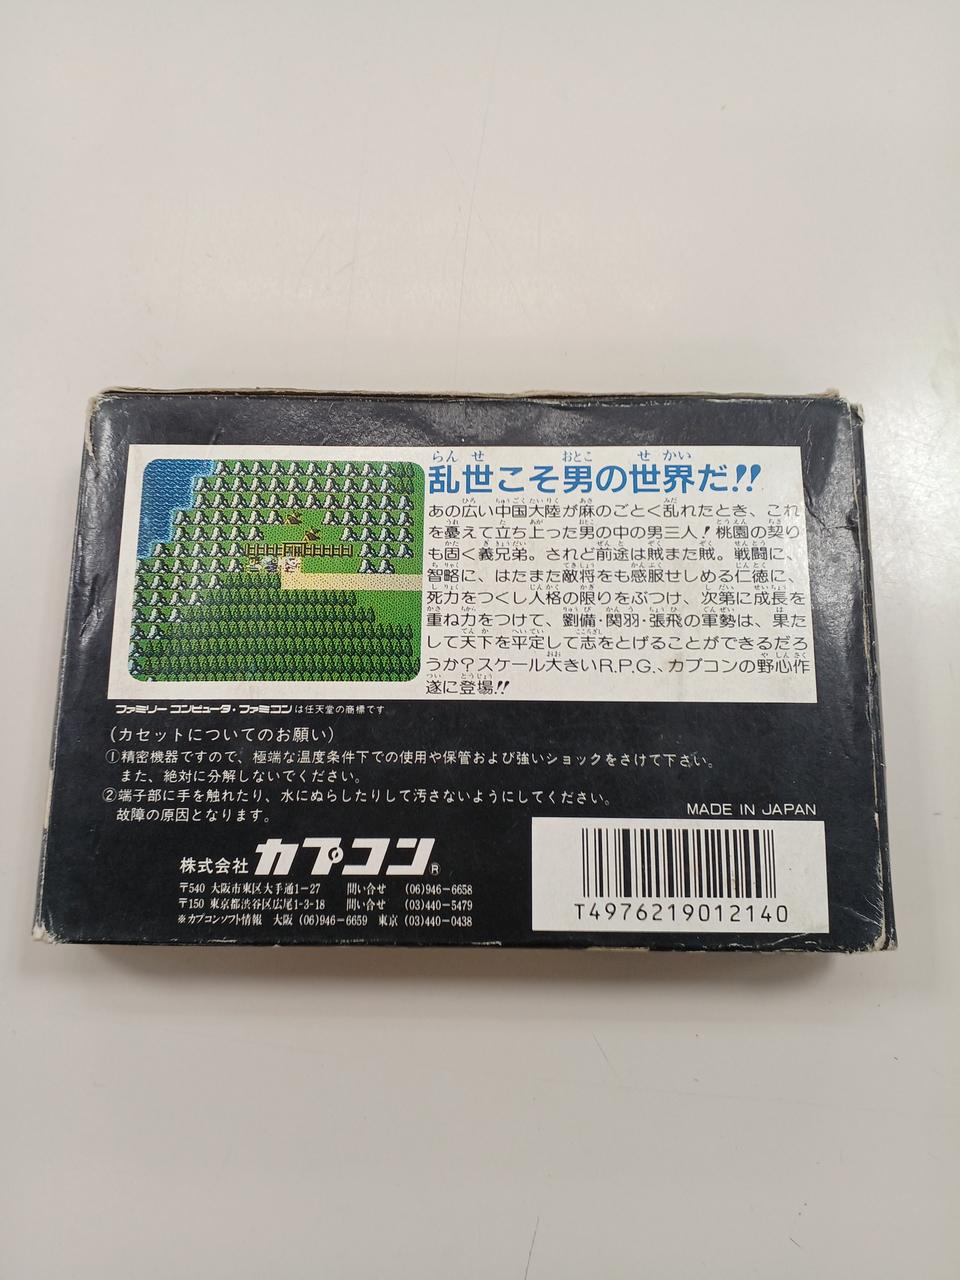 乱世こそ男の世界だ!!
あの広い中国大陸が麻のごとく乱れたとき、これ
を憂えて立ち上った男の中の男三人!桃園の契り
も固く義兄弟。されど前途は賊また賊。戦闘に、
智略に、はたまた敵将をも感服せしめる仁徳に、
死力をつくし人格の限りをぶつけ、次第に成長を
重ね力をつけて、劉備・関羽・張飛の軍勢は、果た
して天下を平定して志をとげることができるだろ
うか?スケール大きいR.P.G.、カプコンの野心作
遂に登場!!
ファミリーコンピュータ・ファミコンは任天堂の商標です
(カセットについてのお願い)
①精密機器ですので、極端な温度条件下での使用や保管および強いショックをさけて下さい。
また、絶対に分解しないでください。
②端子部に手を触れたり、水にぬらしたりして汚さないようにしてください。
故障の原因となります。
MADE IN JAPAN
株式会社カプコン®
〒540 大阪市東区大手通1-27 問い合せ (06)946-6658
〒150 東京都渋谷区広尾1-3-18 問い合せ (03)440-5479
※カプコンソフト情報 大阪 (06)946-6659 東京 (03)440-0438
T4976219012140